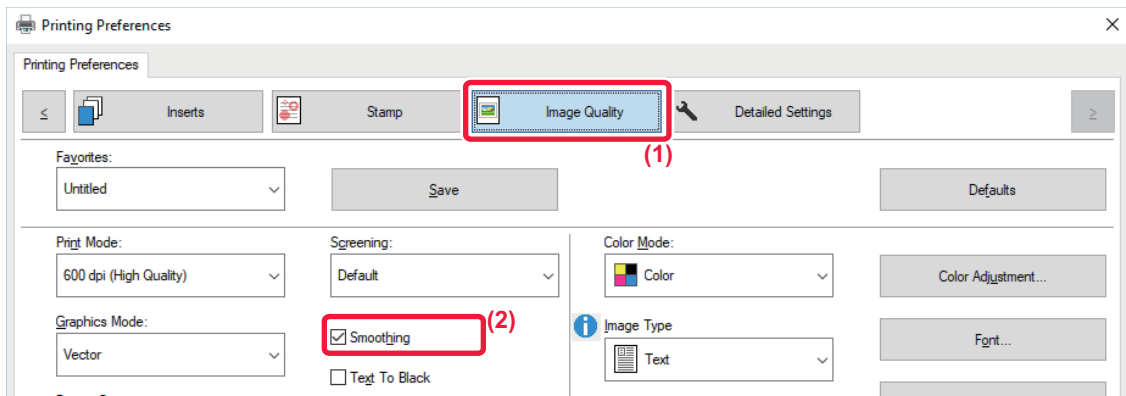 Printing Preferences
Printing Preferences
<
Inserts
Stamp
Image Quality
Detailed Settings
>
(1)
Favorites:
Untitled
Save
Defaults
Print Mode:
Screening:
Color Mode:
600 dpi (High Quality)
Default
Color
Color Adjustment...
Graphics Mode:
(2)
Smoothing
Image Type
Font...
Vector
Text
Text To Black